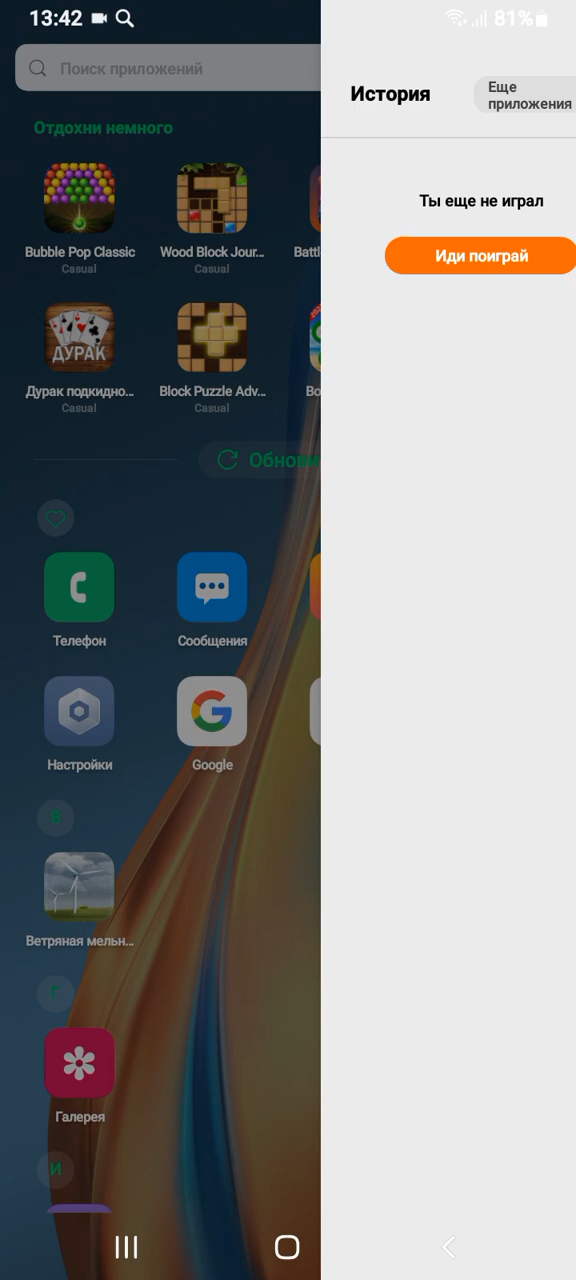 13:42
81%
Поиск приложений
История
Еще
приложения
Отдохни немного
Ты еще не играл
Иди поиграй
Bubble Pop Classic
Wood Block Jour...
Battl
Casual
Casual
ДУРАК
Дурак подкидно...
Block Puzzle Adv...
Bo
Casual
Casual
Обнови
Телефон
Сообщения
Настройки
Google
В
Ветряная мельн...
Г
Галерея
И